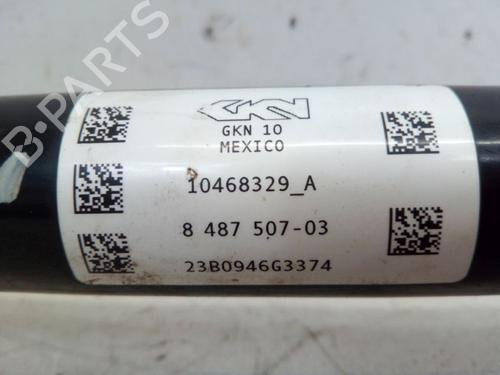 GKN
GKN 10
MEXICO
10468329_A
8 487 507-03
23B0946G3374
B-PARTS